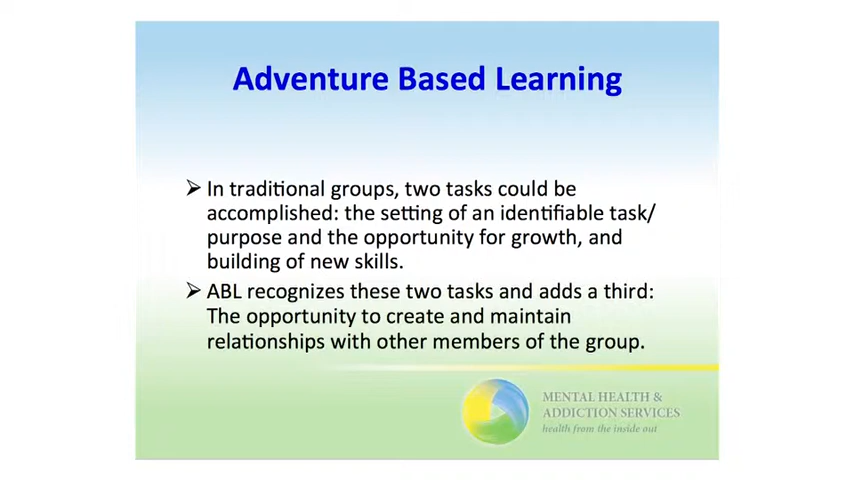 Adventure Based Learning
➢ In traditional groups, two tasks could be
accomplished: the setting of an identifiable task/
purpose and the opportunity for growth, and
building of new skills.
➢ ABL recognizes these two tasks and adds a third:
The opportunity to create and maintain
relationships with other members of the group.
MENTAL HEALTH &
ADDICTION SERVICES
health from the inside out